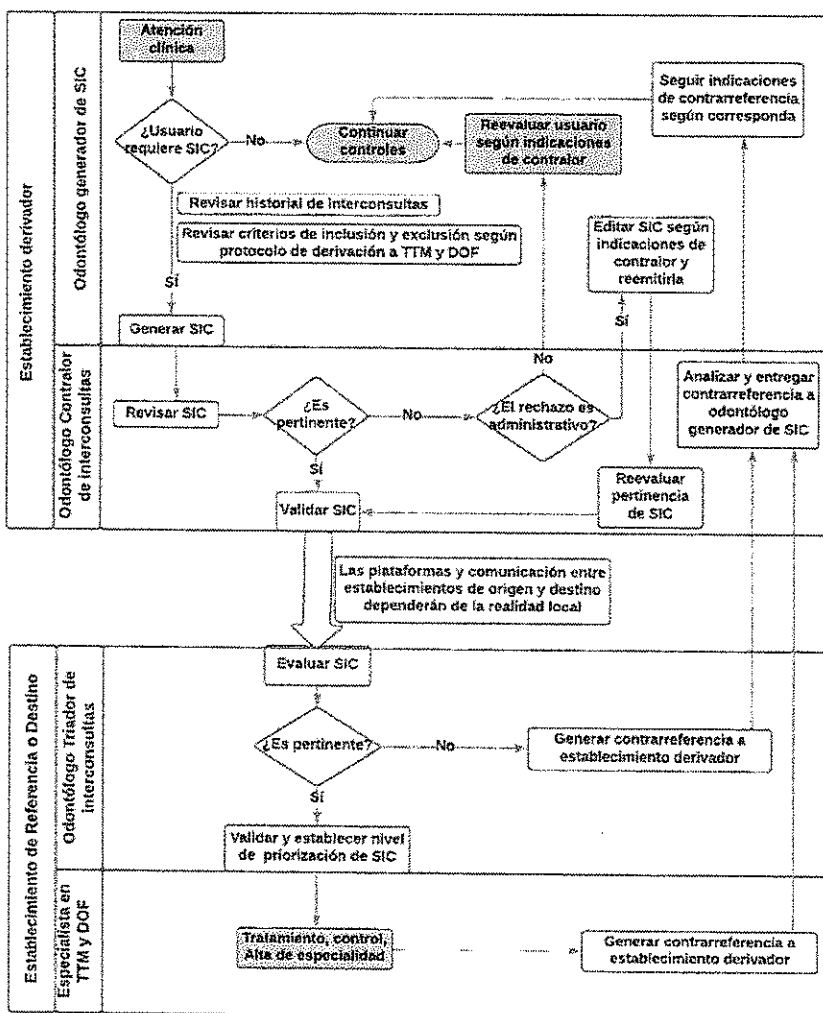 Establecimiento derivador
Odontólogo generador de SIC
Atención
clínica
¿Usuario
requiere SIC?
No
Continuar
controles
Reevaluar usuario
según indicaciones
de contralor
Seguir indicaciones
de contrarreferencia
según corresponda
Revisar historial de interconsultas
Revisar criterios de inclusión y exclusión según
protocolo de derivación a TTM y DOF
Editar SIC según
indicaciones de
contralor y
reemitirla
Sí
Generar SIC
Sí
No
Odontólogo Contralor
de interconsultas
Revisar SIC
¿Es
pertinente?
No
¿El rechazo es
administrativo?
Analizar y entregar
contrarreferencia a
odontólogo
generador de SIC
Sí
Validar SIC
Reevaluar
pertinencia
de SIC
Las plataformas y comunicación entre
establecimientos de origen y destino
dependerán de la realidad local
Establecimiento de Referencia o Destino
Odontólogo Triador de
interconsultas
Evaluar SIC
¿Es pertinente?
No
Generar contrarreferencia a
establecimiento derivador
Sí
Validar y establecer nivel
de priorización de SIC
Especialista en
TTM y DOF
Tratamiento, control,
Alta de especialidad
Generar contrarreferencia a
establecimiento derivador